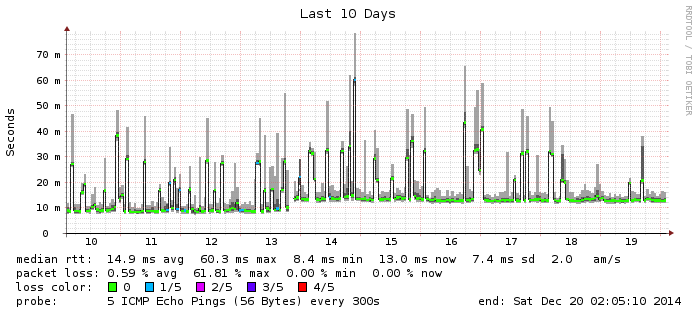 Last 10 Days
RRDTOOL / TOBI OETIKER
Seconds
70 m
60 m
50 m
40 m
30 m
20 m
10 m
0
10 11 12 13 14 15 16 17 18 19
median rtt: 14.9 ms avg 60.3 ms max 8.4 ms min 13.0 ms now 7.4 ms sd 2.0 am/s
packet loss: 0.59 % avg 61.81 % max 0.00 % min 0.00 % now
loss color: 0 1/5 2/5 3/5 4/5
probe: 5 ICMP Echo Pings (56 Bytes) every 300s end: Sat Dec 20 02:05:10 2014